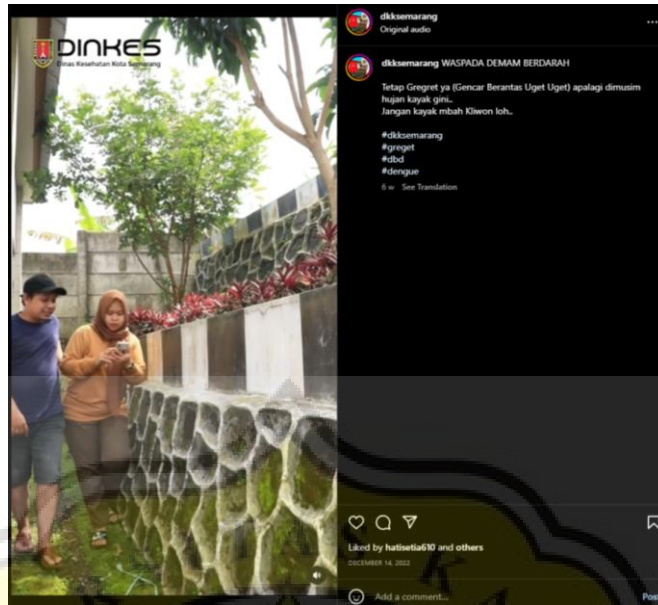 DINKES
Dinas Kesehatan Kota Semarang
dkksemarang
Original audio
dkksemarang WASPADA DEMAM BERDARAH
Tetap Gregret ya (Gencar Berantas Uget Uget) apalagi dimusim
hujan kayak gini..
Jangan kayak mbah Kliwon loh..
#dkksemarang
#greget
#dbd
#dengue
6 w See Translation
Liked by hatisetia610 and others
DECEMBER 14, 2022
Add a comment...
Post